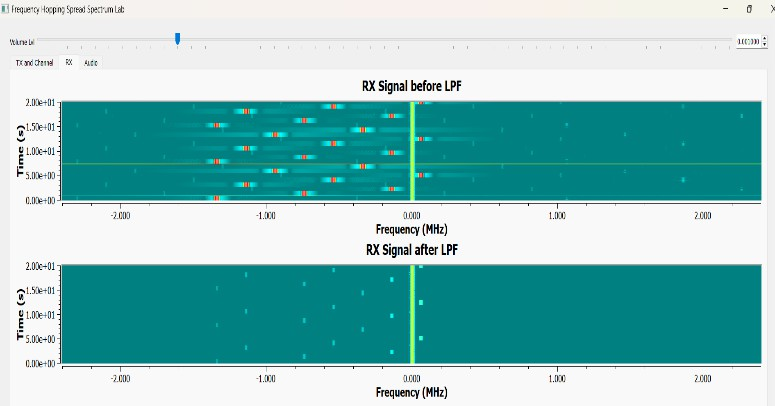 Frequency Hopping Spread Spectrum Lab
Volume Lvl
0.001000
TX and Channel RX Audio
RX Signal before LPF
Time (s)
2.00e+01
1.50e+01
1.00e+01
5.00e+00
0.00e+00
-2.000 -1.000 0.000 1.000 2.000
Frequency (MHz)
RX Signal after LPF
Time (s)
2.00e+01
1.50e+01
1.00e+01
5.00e+00
0.00e+00
-2.000 -1.000 0.000 1.000 2.000
Frequency (MHz)